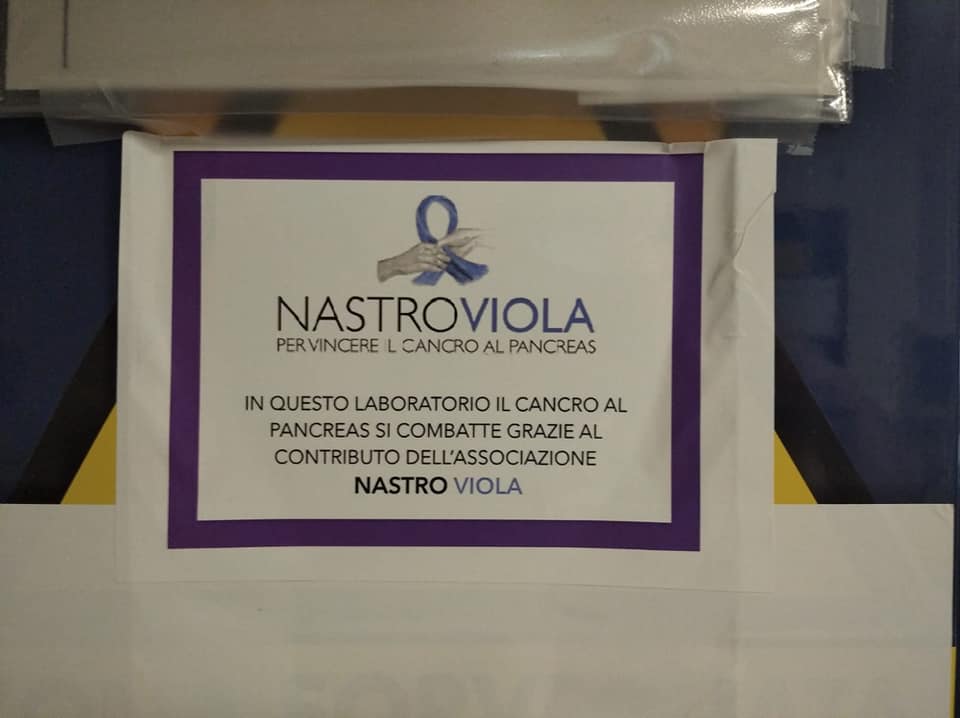 NASTROVIOLA
PER VINCERE IL CANCRO AL PANCREAS
IN QUESTO LABORATORIO IL CANCRO AL
PANCREAS SI COMBATTE GRAZIE AL
CONTRIBUTO DELL'ASSOCIAZIONE
NASTRO VIOLA